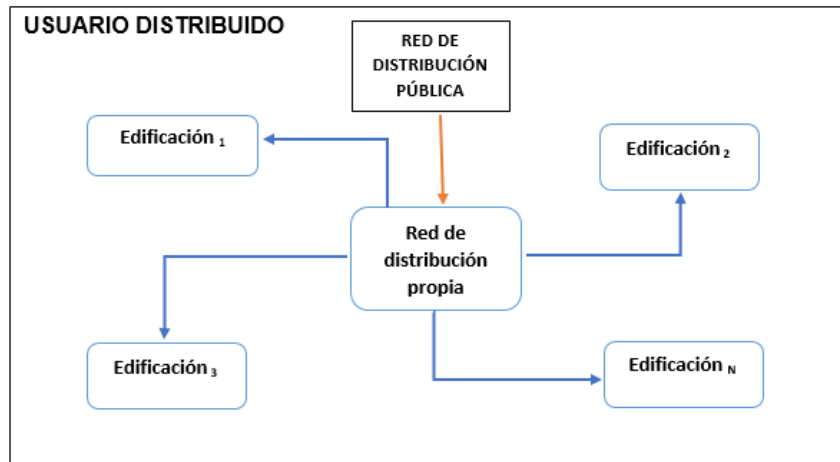 USUARIO DISTRIBUIDO
RED DE
DISTRIBUCIÓN
PÚBLICA
Edificación 1
Edificación 2
Red de
distribución
propia
Edificación 3
Edificación N